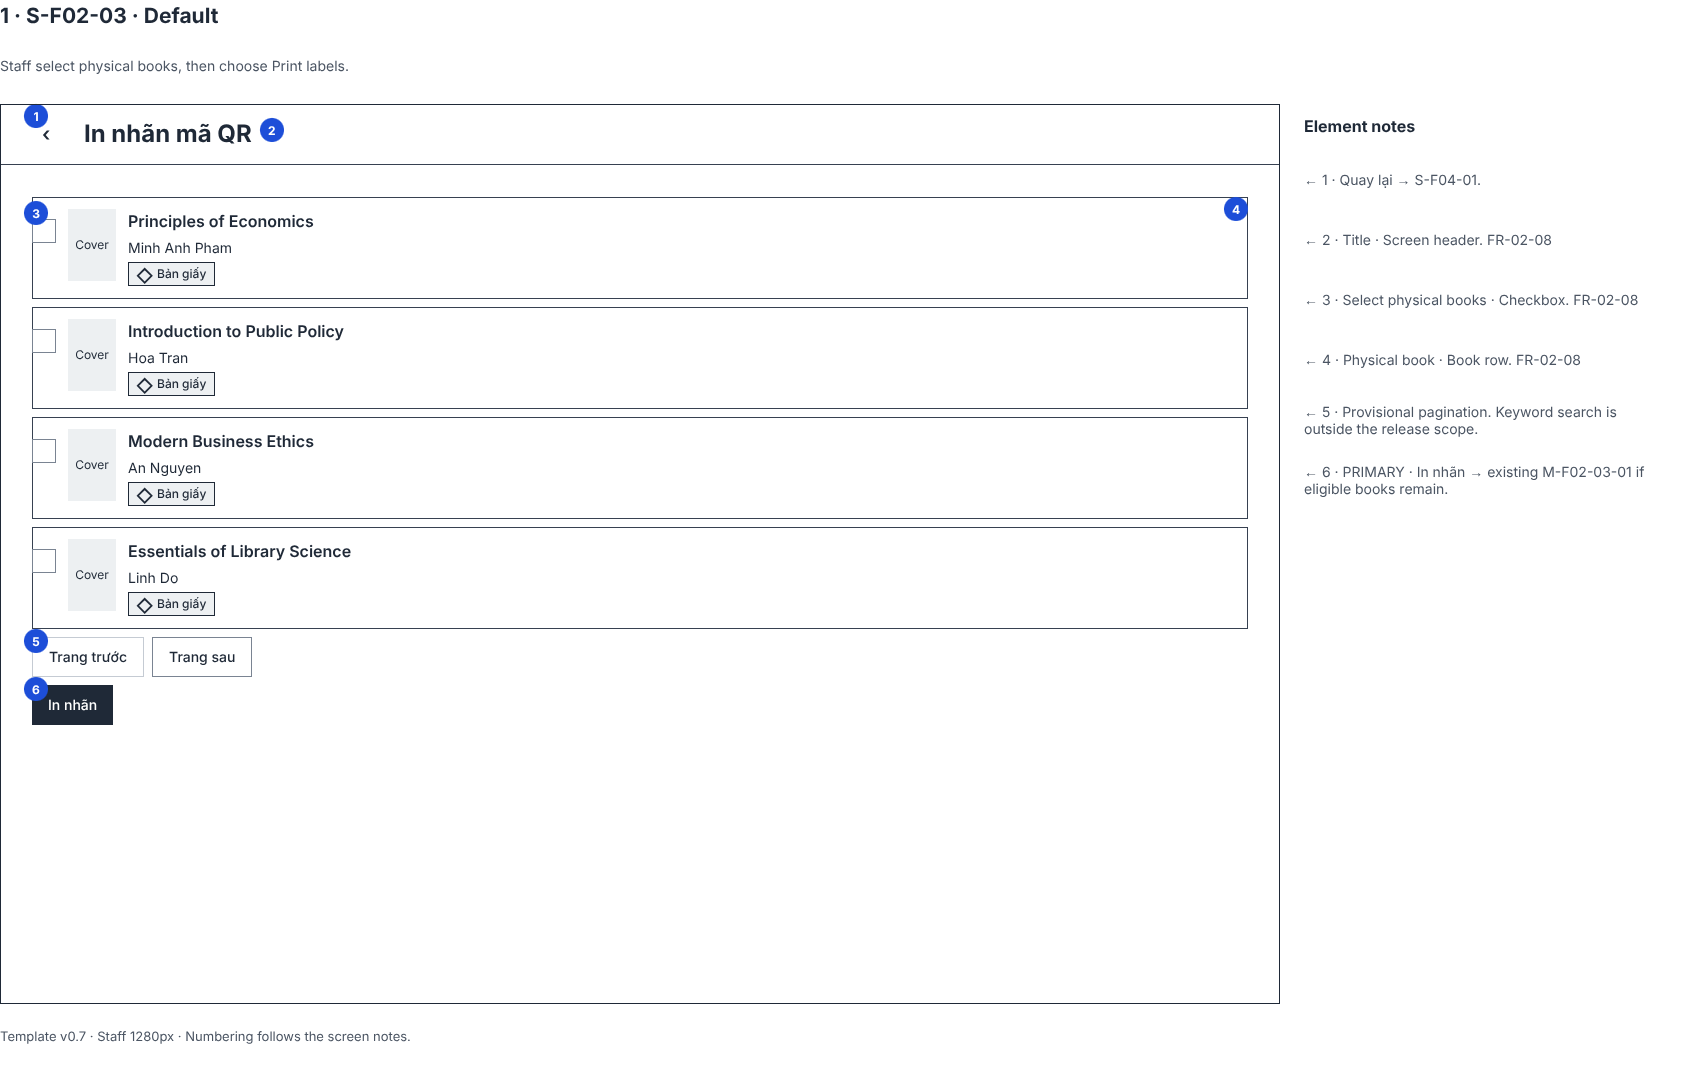 1 · S-F02-03 · Default
Staff select physical books, then choose Print labels.
1
‹
In nhãn mã QR
2
3
4
Cover
Principles of Economics
Minh Anh Pham
Bản giấy
Cover
Introduction to Public Policy
Hoa Tran
Bản giấy
Cover
Modern Business Ethics
An Nguyen
Bản giấy
Cover
Essentials of Library Science
Linh Do
Bản giấy
5
Trang trước
Trang sau
6
In nhãn
Element notes
← 1 · Quay lại → S-F04-01.
← 2 · Title · Screen header. FR-02-08
← 3 · Select physical books · Checkbox. FR-02-08
← 4 · Physical book · Book row. FR-02-08
← 5 · Provisional pagination. Keyword search is
outside the release scope.
← 6 · PRIMARY · In nhãn → existing M-F02-03-01 if
eligible books remain.
Template v0.7 · Staff 1280px · Numbering follows the screen notes.